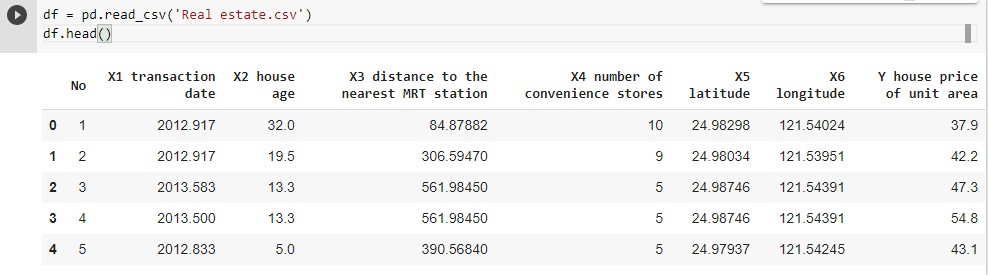 df = pd.read_csv('Real estate.csv')
df.head()
No X1 transaction date X2 house age X3 distance to the nearest MRT station X4 number of convenience stores X5 latitude X6 longitude Y house price of unit area
0 1 2012.917 32.0 84.87882 10 24.98298 121.54024 37.9
1 2 2012.917 19.5 306.59470 9 24.98034 121.53951 42.2
2 3 2013.583 13.3 561.98450 5 24.98746 121.54391 47.3
3 4 2013.500 13.3 561.98450 5 24.98746 121.54391 54.8
4 5 2012.833 5.0 390.56840 5 24.97937 121.54245 43.1